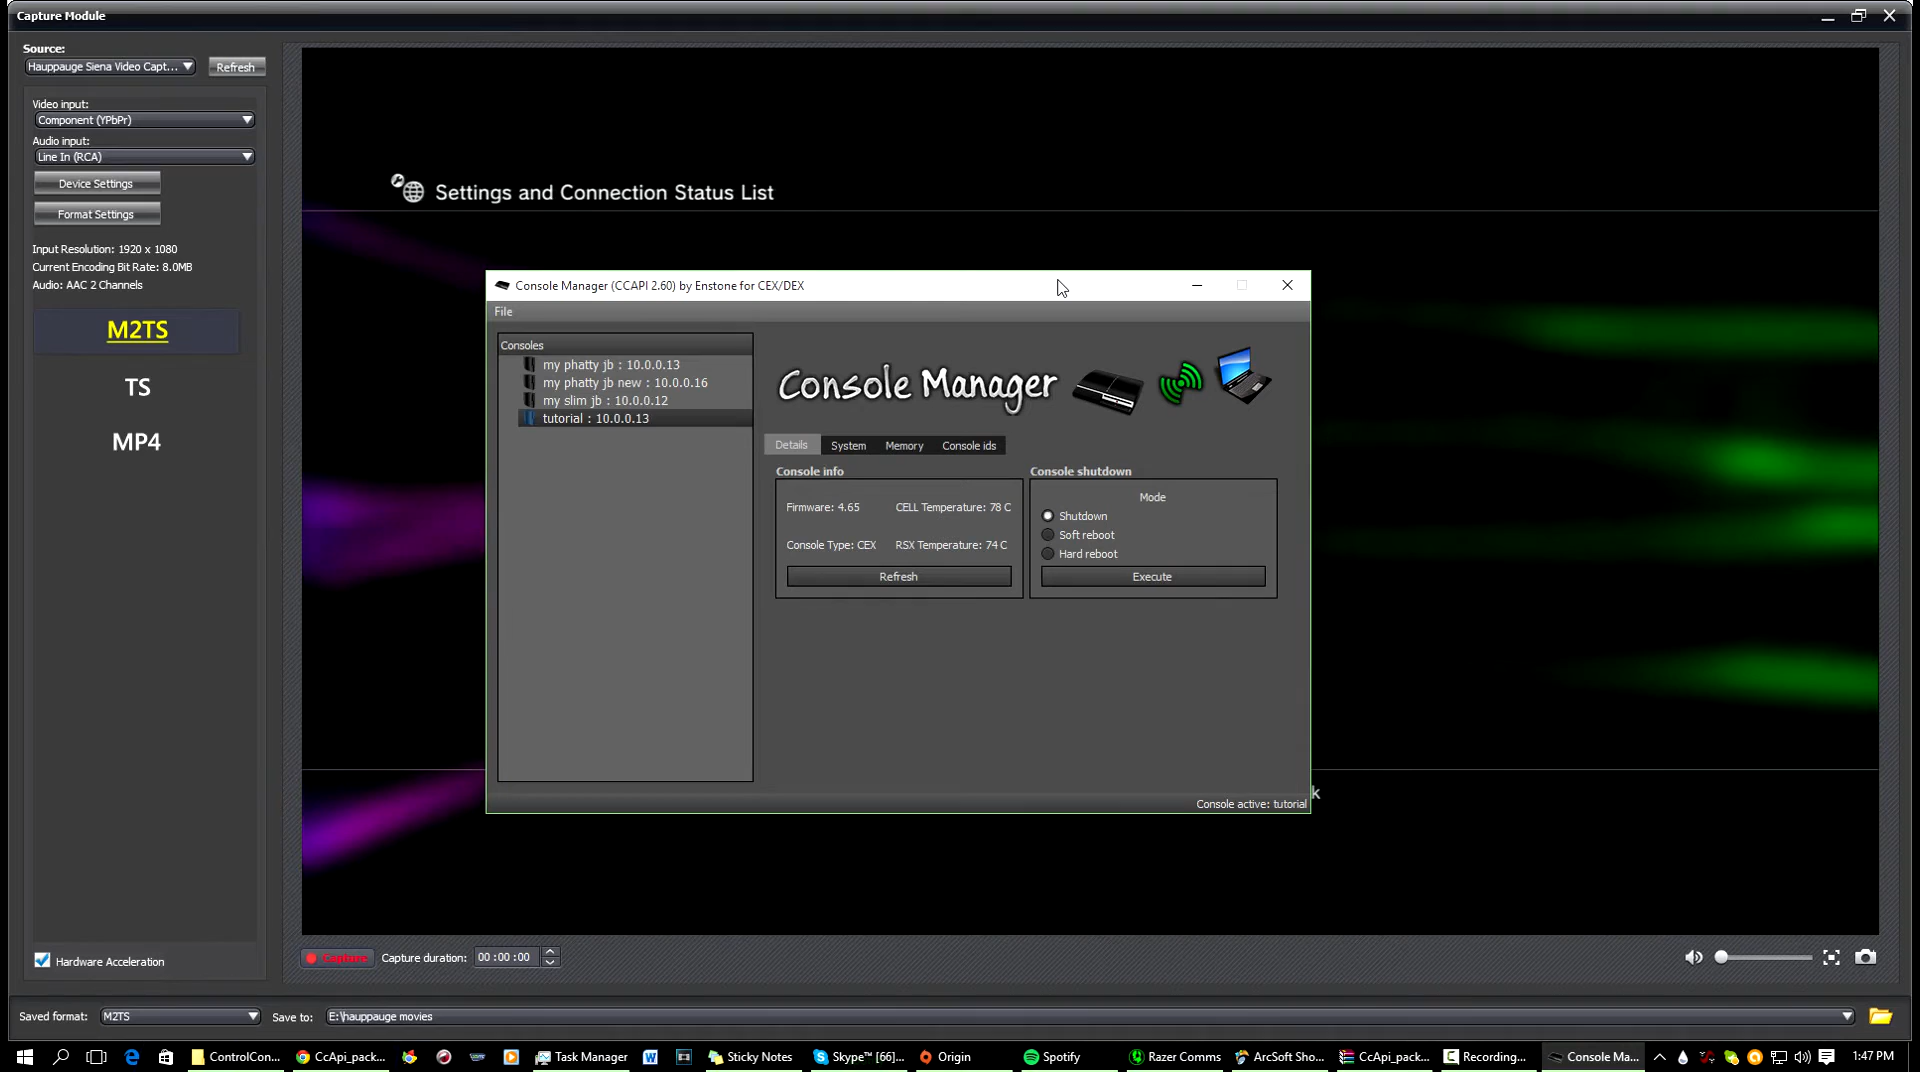 Capture Module
Source:
Hauppauge Siena Video Capt...
Refresh
Video input:
Component (YPbPr)
Audio input:
Line In (RCA)
Device Settings
Format Settings
Input Resolution: 1920 x 1080
Current Encoding Bit Rate: 8.0MB
Audio: AAC 2 Channels
M2TS
TS
MP4
Hardware Acceleration
Settings and Connection Status List
Console Manager (CCAPI 2.60) by Enstone for CEX/DEX
File
Consoles
my phatty jb : 10.0.0.13
my phatty jb new : 10.0.0.16
my slim jb : 10.0.0.12
tutorial : 10.0.0.13
Console Manager
Details System Memory Console ids
Console info
Firmware: 4.65 CELL Temperature: 78 C
Console Type: CEX RSX Temperature: 74 C
Refresh
Console shutdown
Mode
Shutdown
Soft reboot
Hard reboot
Execute
Console active: tutorial
k
Capture Capture duration: 00:00:00
Saved format: M2TS Save to: E:\hauppauge movies
ControlCon... CcApi_pack... Task Manager Sticky Notes Skype™ [66]... Origin Spotify Razer Comms ArcSoft Sho... CcApi_pack... Recording... Console Ma... 1:47 PM